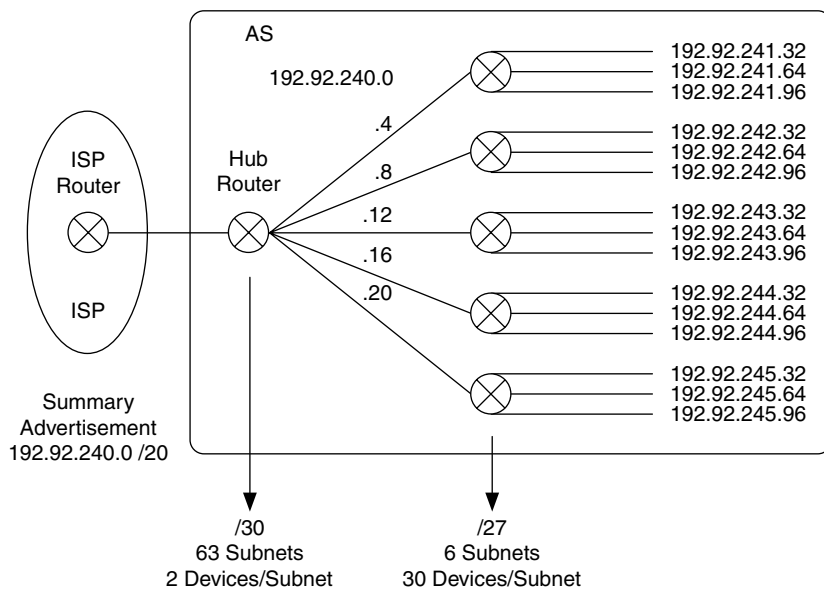 AS
192.92.240.0
ISP
Router
ISP
Hub
Router
.4
.8
.12
.16
.20
192.92.241.32
192.92.241.64
192.92.241.96
192.92.242.32
192.92.242.64
192.92.242.96
192.92.243.32
192.92.243.64
192.92.243.96
192.92.244.32
192.92.244.64
192.92.244.96
192.92.245.32
192.92.245.64
192.92.245.96
Summary
Advertisement
192.92.240.0 /20
/30
63 Subnets
2 Devices/Subnet
/27
6 Subnets
30 Devices/Subnet